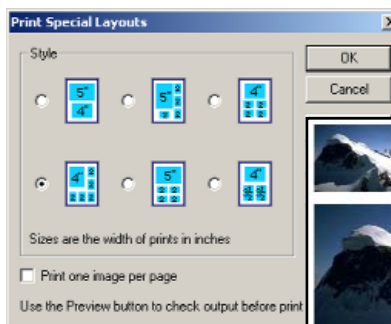 Print Special Layouts
Style
OK
Cancel
5"
4"
5"
4"
4"
5"
4"
Sizes are the width of prints in inches
Print one image per page
Use the Preview button to check output before print